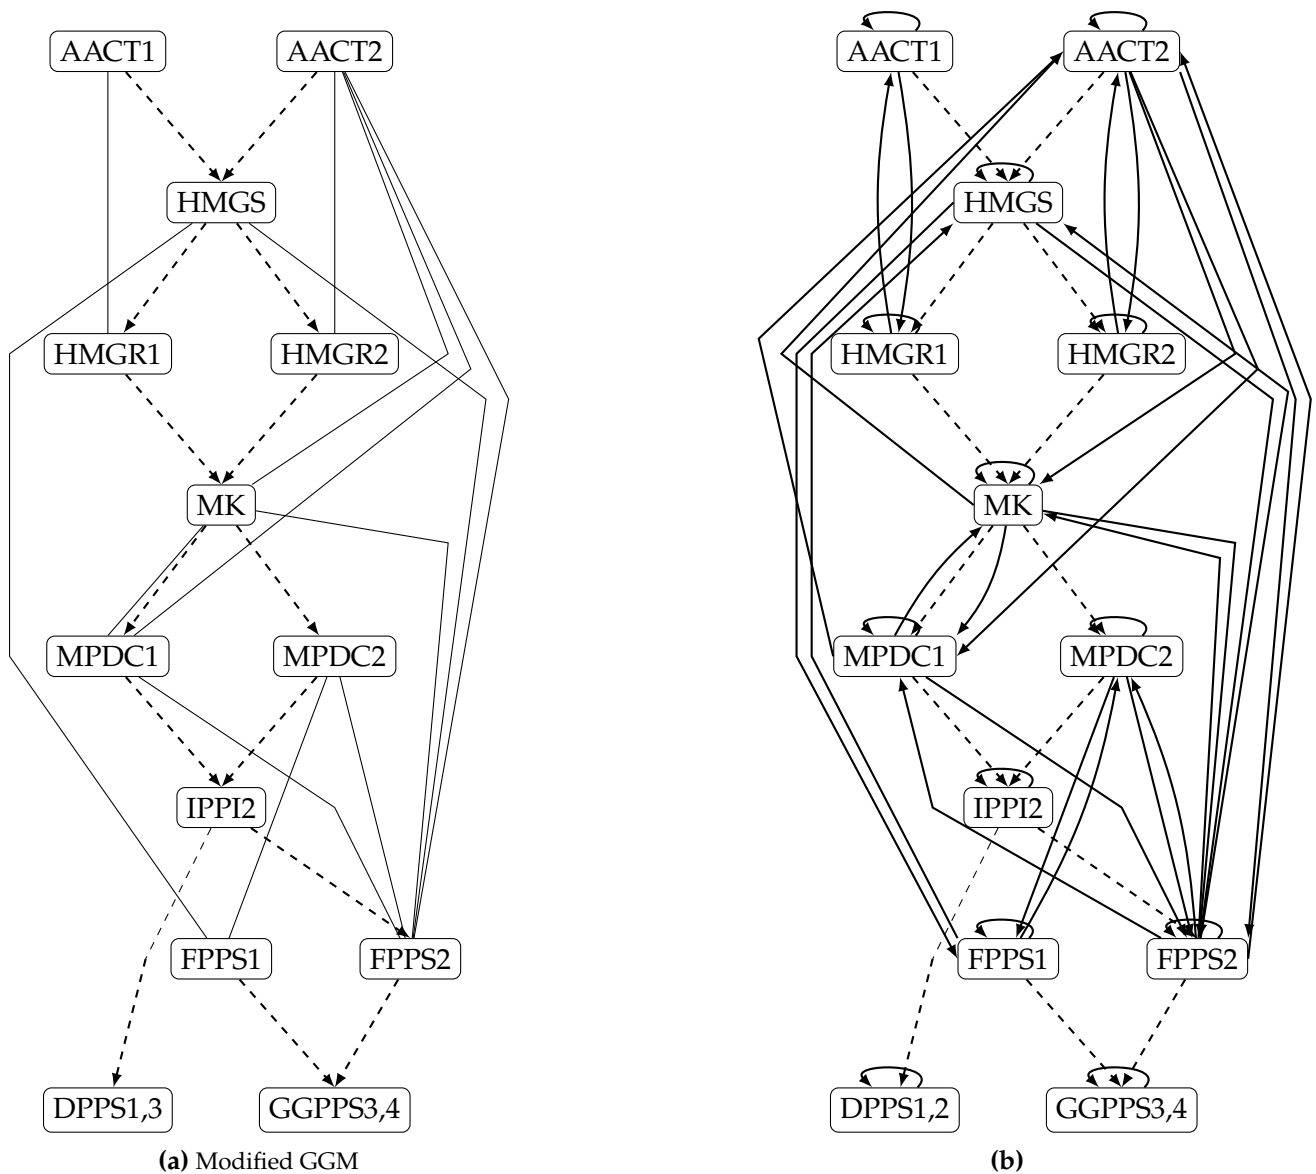 AACT1 AACT2
HMGS
HMGR1 HMGR2
MK
MPDC1 MPDC2
IPPI2
FPPS1 FPPS2
DPPS1,3 GGPPS3,4
(a) Modified GGM
AACT1 AACT2
HMGS
HMGR1 HMGR2
MK
MPDC1 MPDC2
IPPI2
FPPS1 FPPS2
DPPS1,2 GGPPS3,4
(b)